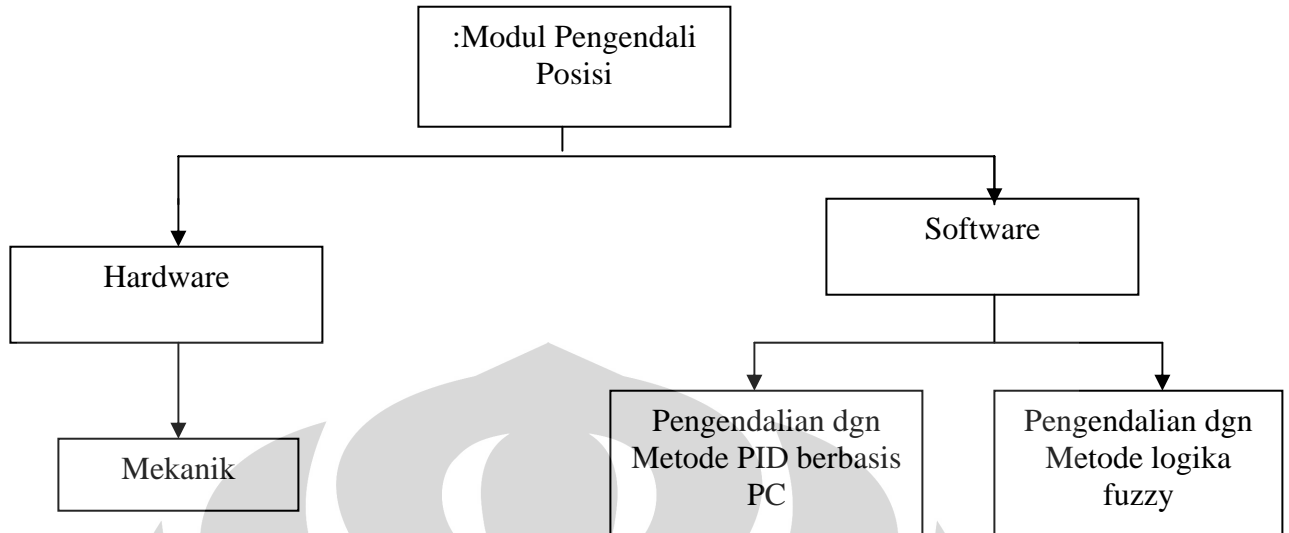 :Modul Pengendali
Posisi
Hardware
Software
Mekanik
Pengendalian dgn
Metode PID berbasis
PC
Pengendalian dgn
Metode logika
fuzzy